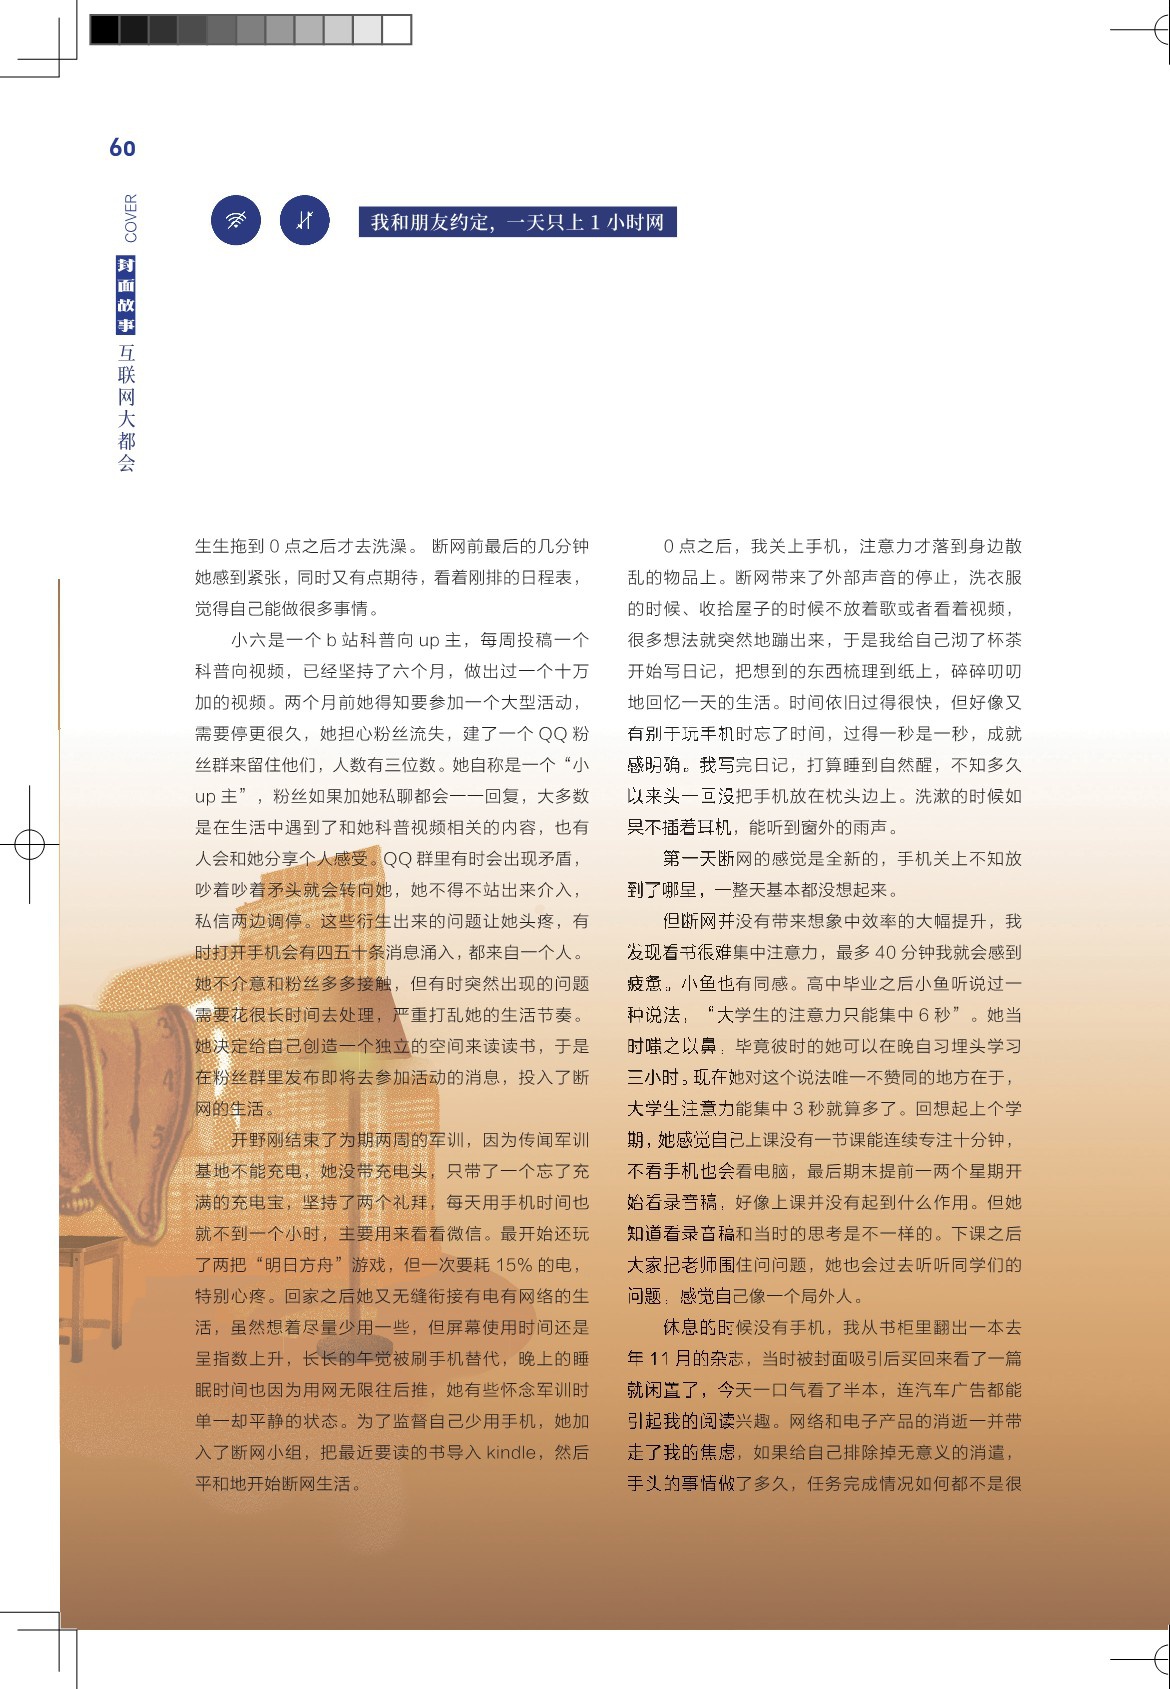 60
COVER
封面故事
互联网大都会
我和朋友约定，一天只上 1 小时网
生生拖到 0 点之后才去洗澡。 断网前最后的几分钟
她感到紧张，同时又有点期待，看着刚排的日程表，
觉得自己能做很多事情。
小六是一个 b 站科普向 up 主，每周投稿一个
科普向视频，已经坚持了六个月，做出过一个十万
加的视频。两个月前她得知要参加一个大型活动，
需要停更很久，她担心粉丝流失，建了一个 QQ 粉
丝群来留住他们，人数有三位数。她自称是一个“小
up 主”，粉丝如果加她私聊都会一一回复，大多数
是在生活中遇到了和她科普视频相关的内容，也有
人会和她分享个人感受。QQ 群里有时会出现矛盾，
吵着吵着矛头就会转向她，她不得不站出来介入，
私信两边调停。这些衍生出来的问题让她头疼，有
时打开手机会有四五十条消息涌入，都来自一个人。
她不介意和粉丝多多接触，但有时突然出现的问题
需要花很长时间去处理，严重打乱她的生活节奏。
她决定给自己创造一个独立的空间来读读书，于是
在粉丝群里发布即将去参加活动的消息，投入了断
网的生活。
开野刚结束了为期两周的军训，因为传闻军训
基地不能充电，她没带充电头，只带了一个忘了充
满的充电宝，坚持了两个礼拜，每天用手机时间也
就不到一个小时，主要用来看看微信。最开始还玩
了两把“明日方舟”游戏，但一次要耗 15% 的电，
特别心疼。回家之后她又无缝衔接有电有网络的生
活，虽然想着尽量少用一些，但屏幕使用时间还是
呈指数上升，长长的午觉被刷手机替代，晚上的睡
眠时间也因为用网无限往后推，她有些怀念军训时
单一却平静的状态。为了监督自己少用手机，她加
入了断网小组，把最近要读的书导入 kindle，然后
平和地开始断网生活。
0 点之后，我关上手机，注意力才落到身边散
乱的物品上。断网带来了外部声音的停止，洗衣服
的时候、收拾屋子的时候不放着歌或者看着视频，
很多想法就突然地蹦出来，于是我给自己沏了杯茶
开始写日记，把想到的东西梳理到纸上，碎碎叨叨
地回忆一天的生活。时间依旧过得很快，但好像又
有别于玩手机时忘了时间，过得一秒是一秒，成就
感明确。我写完日记，打算睡到自然醒，不知多久
以来头一回没把手机放在枕头边上。洗漱的时候如
果不插着耳机，能听到窗外的雨声。
第一天断网的感觉是全新的，手机关上不知放
到了哪里，一整天基本都没想起来。
但断网并没有带来想象中效率的大幅提升，我
发现看书很难集中注意力，最多 40 分钟我就会感到
疲惫。小鱼也有同感。高中毕业之后小鱼听说过一
种说法，“大学生的注意力只能集中 6 秒”。她当
时嗤之以鼻，毕竟彼时的她可以在晚自习埋头学习
三小时。现在她对这个说法唯一不赞同的地方在于，
大学生注意力能集中 3 秒就算多了。回想起上个学
期，她感觉自己上课没有一节课能连续专注十分钟，
不看手机也会看电脑，最后期末提前一两个星期开
始看录音稿，好像上课并没有起到什么作用。但她
知道看录音稿和当时的思考是不一样的。下课之后
大家把老师围住问问题，她也会过去听听同学们的
问题，感觉自己像一个局外人。
休息的时候没有手机，我从书柜里翻出一本去
年 11 月的杂志，当时被封面吸引后买回来看了一篇
就闲置了，今天一口气看了半本，连汽车广告都能
引起我的阅读兴趣。网络和电子产品的消逝一并带
走了我的焦虑，如果给自己排除掉无意义的消遣，
手头的事情做了多久，任务完成情况如何都不是很